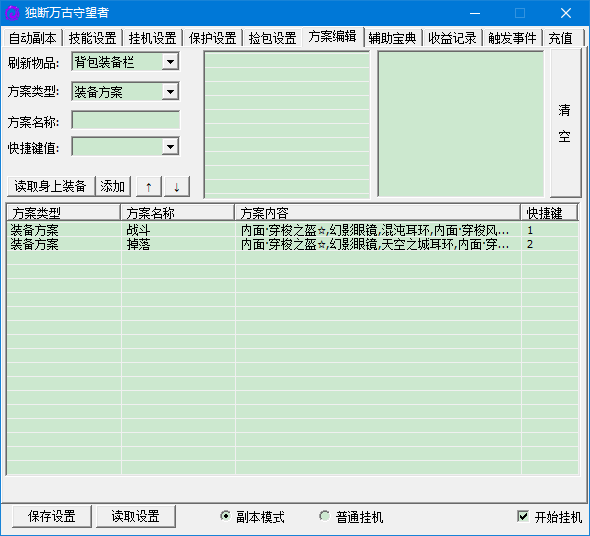 独断万古守望者
自动副本 技能设置 挂机设置 保护设置 捡包设置 方案编辑 辅助宝典 收益记录 触发事件 充值
刷新物品: 背包装备栏
方案类型: 装备方案
方案名称:
快捷键值:
读取身上装备 添加 ↑ ↓
清
空
方案类型 方案名称 方案内容 快捷键
装备方案 战斗 内面·穿梭之盔☆,幻影眼镜,混沌耳环,内面·穿梭风... 1
装备方案 掉落 内面·穿梭之盔☆,幻影眼镜,天空之城耳环,内面·穿... 2
保存设置 读取设置 副本模式 普通挂机 开始挂机